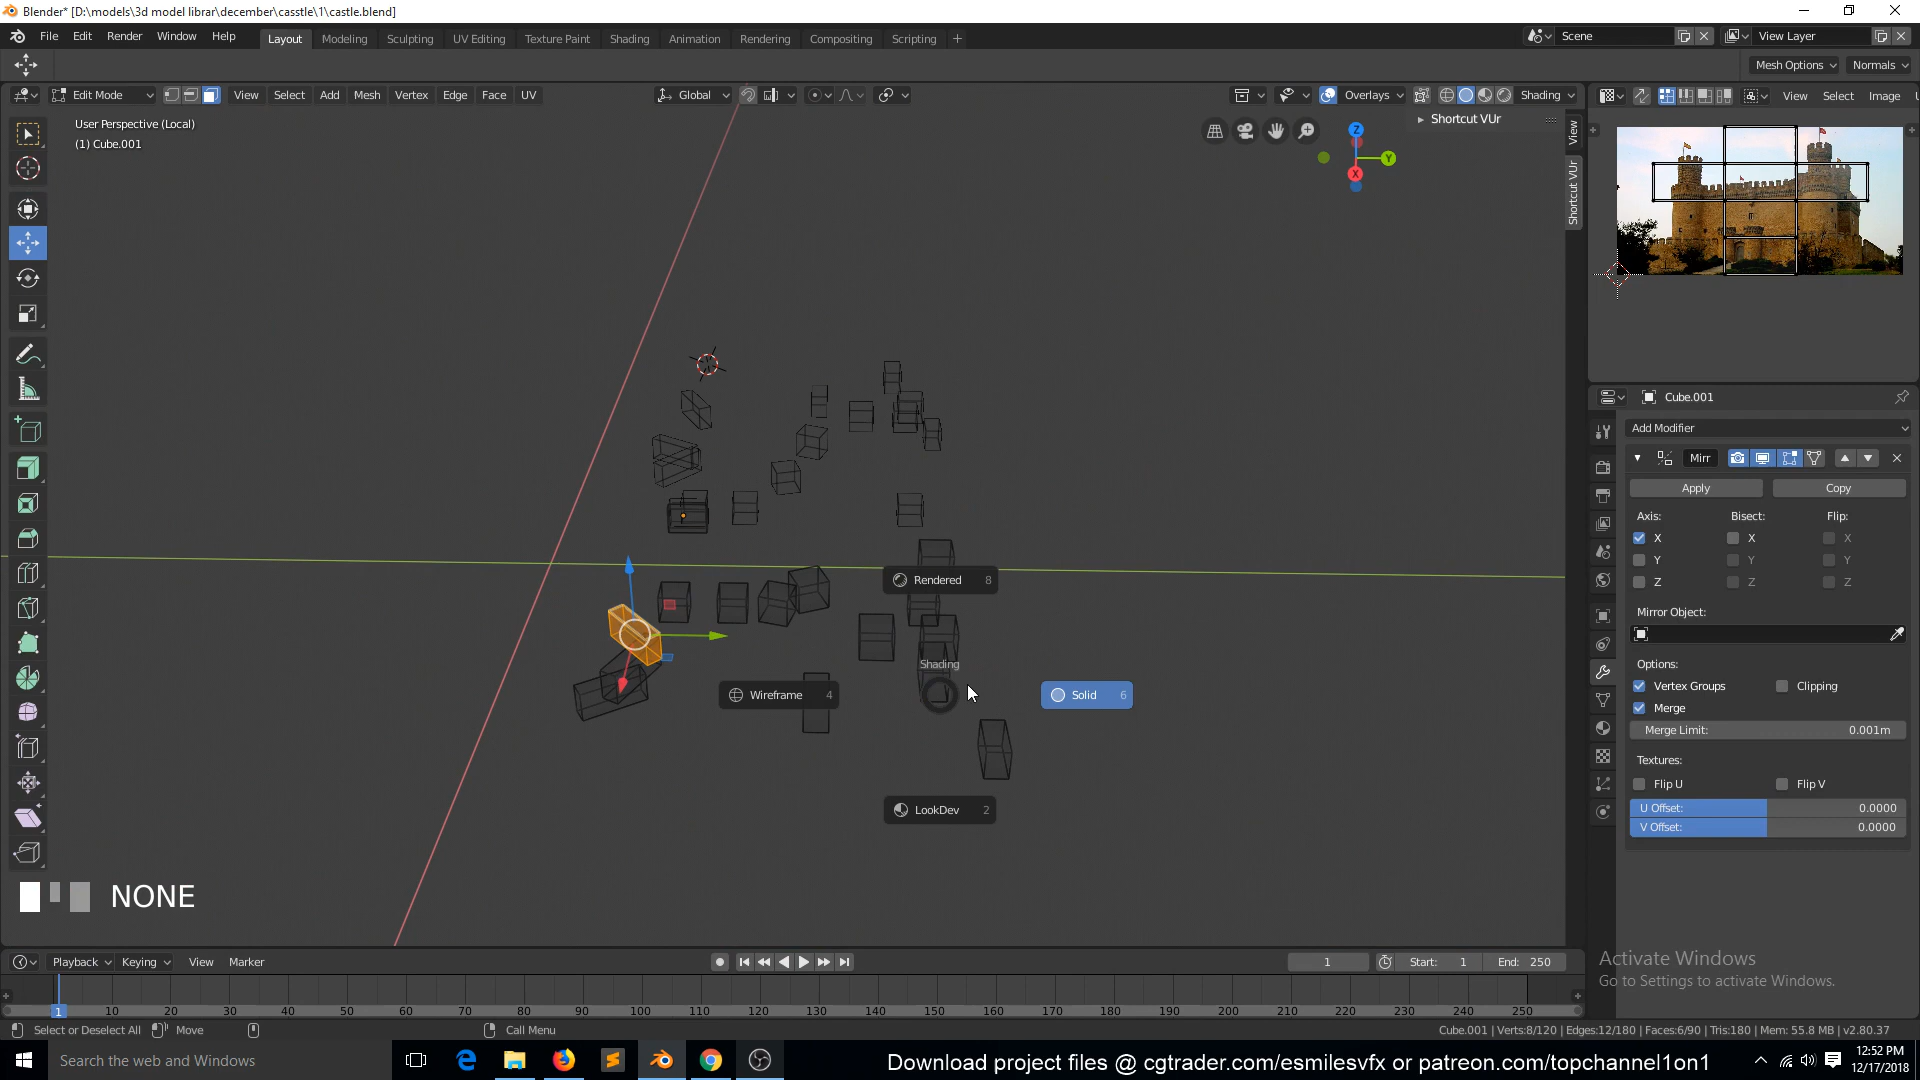 Blender* [D:\models\3d model librar\december\casstle\1\castle.blend]
File Edit Render Window Help
Layout Modeling Sculpting UV Editing Texture Paint Shading Animation Rendering Compositing Scripting
Scene
View Layer
Mesh Options Normals
Edit Mode View Select Add Mesh Vertex Edge Face UV
Global
Overlays Shading
View Select Image
User Perspective (Local)
(1) Cube.001
Shortcut VUr
View
Shortcut VUr
Z
Y
X
Cube.001
Add Modifier
Mirr
Apply Copy
Axis: Bisect: Flip:
X X X
Y Y Y
Z Z Z
Mirror Object:
Options:
Vertex Groups Clipping
Merge
Merge Limit: 0.001m
Textures:
Flip U Flip V
U Offset: 0.0000
V Offset: 0.0000
Rendered 8
Shading
Wireframe 4
Solid 6
LookDev 2
NONE
Activate Windows
Go to Settings to activate Windows.
Playback Keying View Marker
1 Start: 1 End: 250
1 10 20 30 40 50 60 70 80 90 100 110 120 130 140 150 160 170 180 190 200 210 220 230 240 250
Select or Deselect All Move Call Menu
Cube.001 | Verts:8/120 | Edges:12/180 | Faces:6/90 | Tris:180 | Mem: 55.8 MB | v2.80.37
Search the web and Windows
Download project files @ cgtrader.com/esmilesvfx or patreon.com/topchannel1on1
12:52 PM
12/17/2018